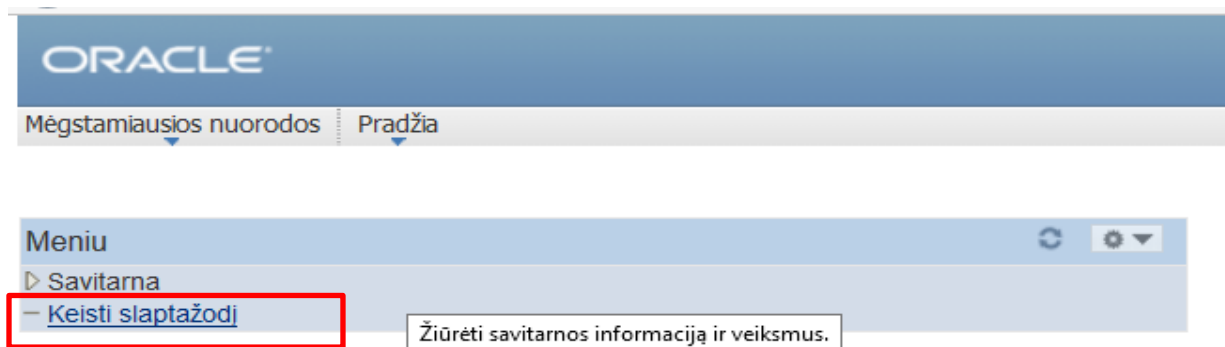 ORACLE
Mėgstamiausios nuorodos Pradžia
Meniu
Savitarna
Keisti slaptažodį
Žiūrėti savitarnos informaciją ir veiksmus.